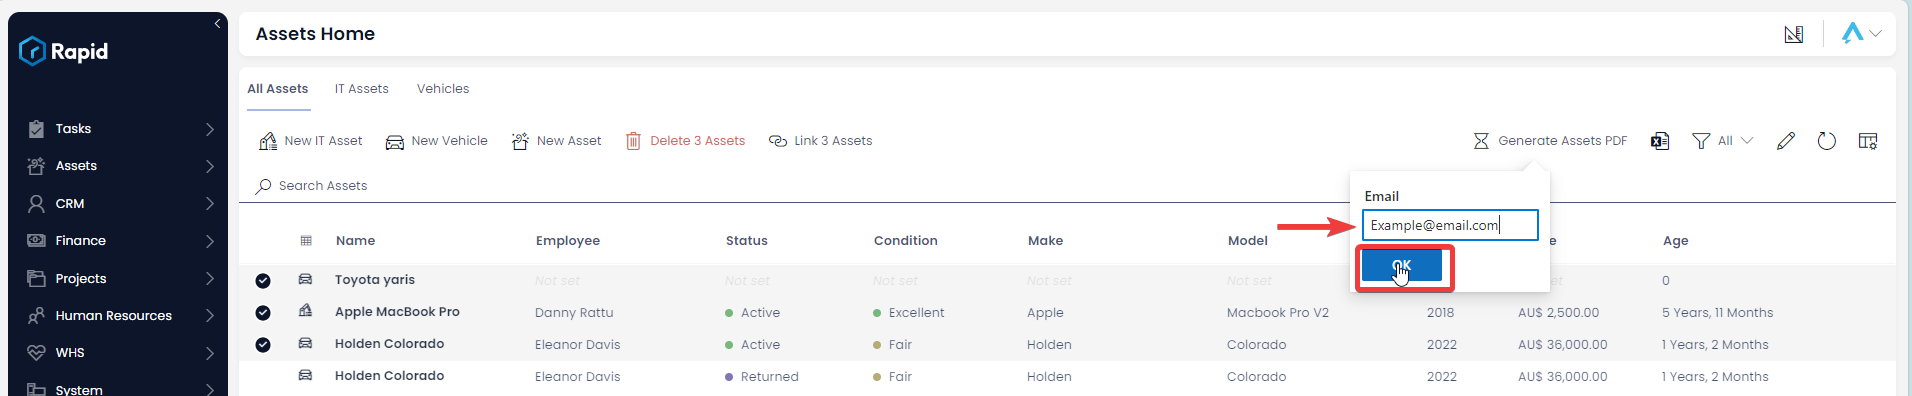 Rapid
Tasks
Assets
CRM
Finance
Projects
Human Resources
WHS
System
Assets Home
All Assets IT Assets Vehicles
New IT Asset New Vehicle New Asset Delete 3 Assets Link 3 Assets Generate Assets PDF All
Search Assets
Email
Example@email.com
OK
Name Employee Status Condition Make Model Age
Toyota yaris Not set Not set Not set Not set Not set 0
Apple MacBook Pro Danny Rattu Active Excellent Apple Macbook Pro V2 2018 AU$ 2,500.00 5 Years, 11 Months
Holden Colorado Eleanor Davis Active Fair Holden Colorado 2022 AU$ 36,000.00 1 Years, 2 Months
Holden Colorado Eleanor Davis Returned Fair Holden Colorado 2022 AU$ 36,000.00 1 Years, 2 Months